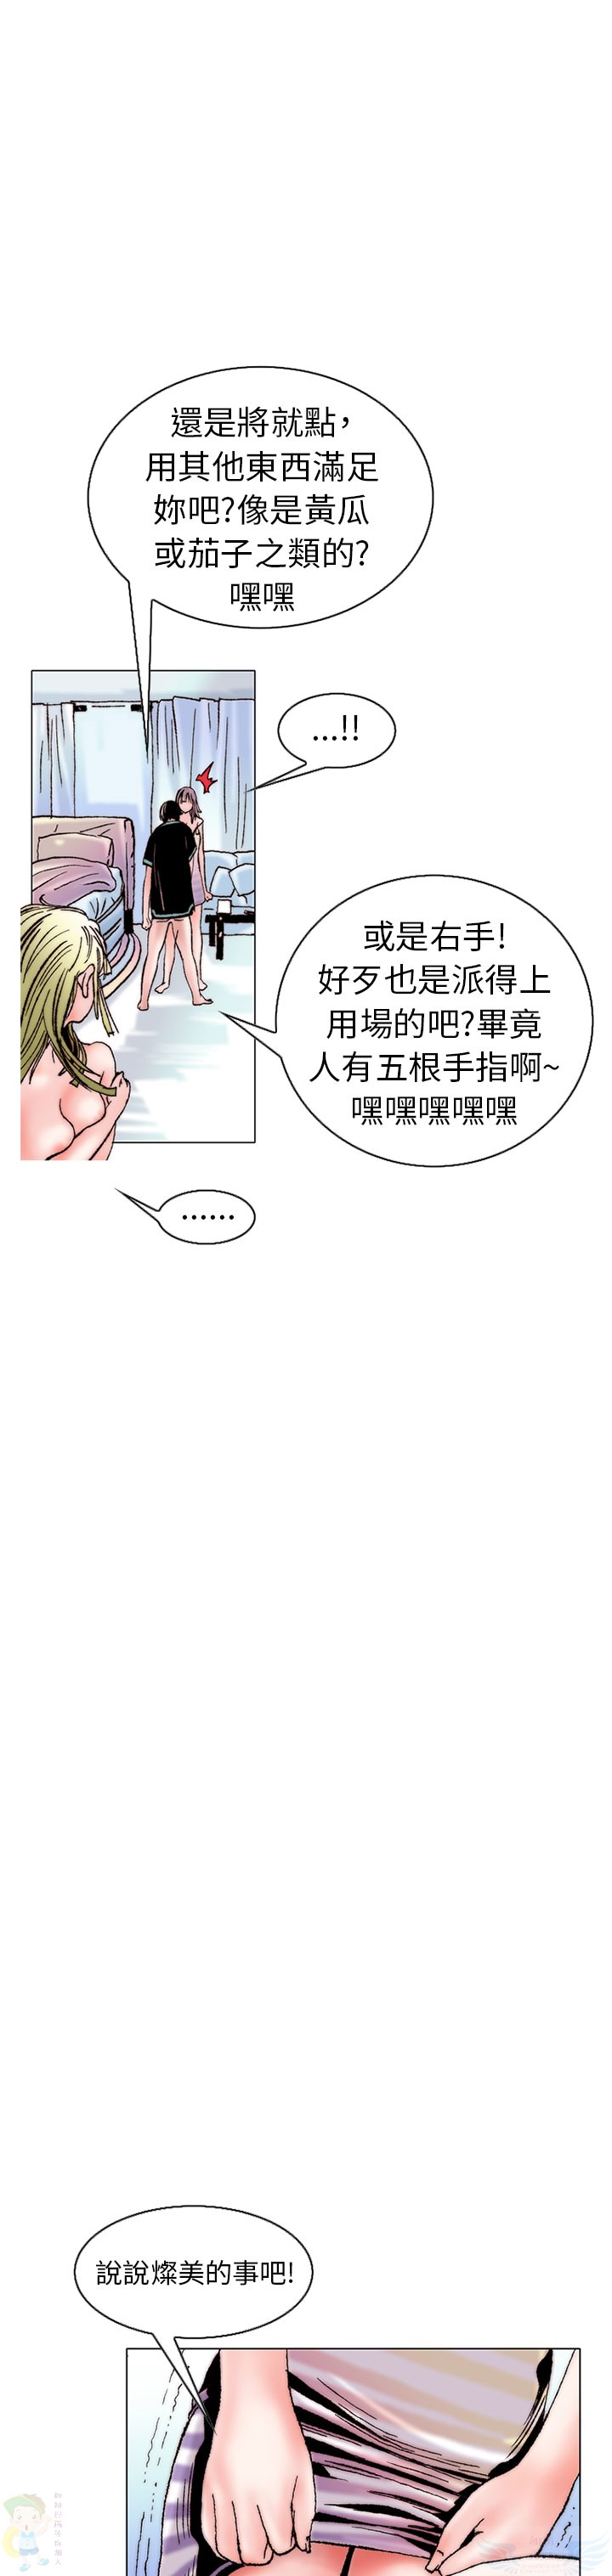 還是將就點，
用其他東西滿足
妳吧?像是黃瓜
或茄子之類的?
嘿嘿
...!!
或是右手!
好歹也是派得上
用場的吧?畢竟
人有五根手指啊~
嘿嘿嘿嘿嘿
......
說說燦美的事吧!